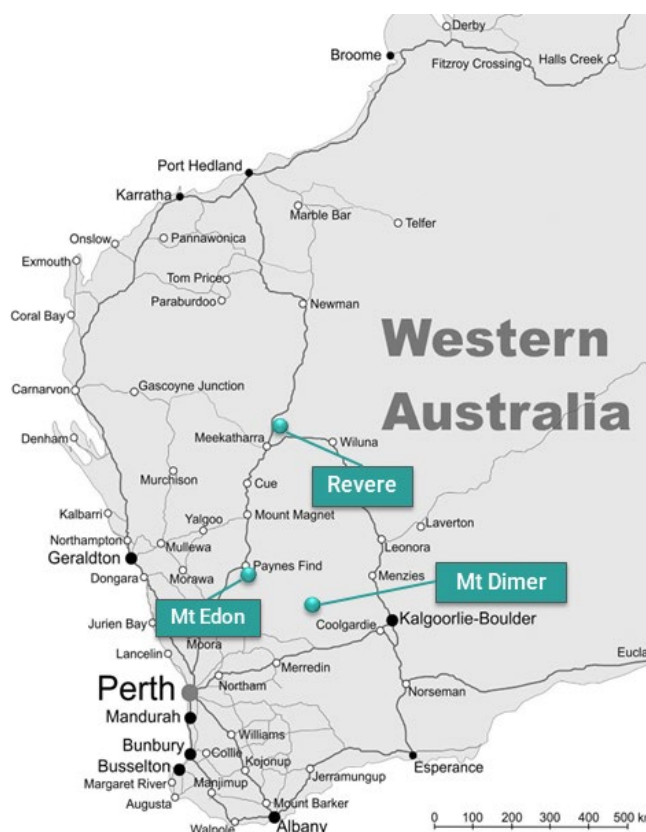 Derby
Broome
Fitzroy Crossing
Halls Creek
Port Hedland
Karratha
Marble Bar
Telfer
Onslow
Pannawonica
Exmouth
Tom Price
Paraburdoo
Newman
Coral Bay
Western
Australia
Gascoyne Junction
Carnarvon
Denham
Meekatharra
Wiluna
Revere
Murchison
Cue
Kalbarri
Yalgoo
Mount Magnet
Laverton
Northampton
Mullewa
Leonora
Geraldton
Dongara
Morawa
Paynes Find
Menzies
Mt Dimer
Mt Edon
Jurien Bay
Coolgardie
Kalgoorlie-Boulder
Moora
Lancelin
Merredin
Eucla
Perth
Northam
Norseman
Mandurah
Williams
Bunbury
Collie
Busselton
Kojonup
Esperance
Margaret River
Manjimup
Jerramungup
Augusta
Mount Barker
Walpole
Albany
0 100 200 300 400 500 km